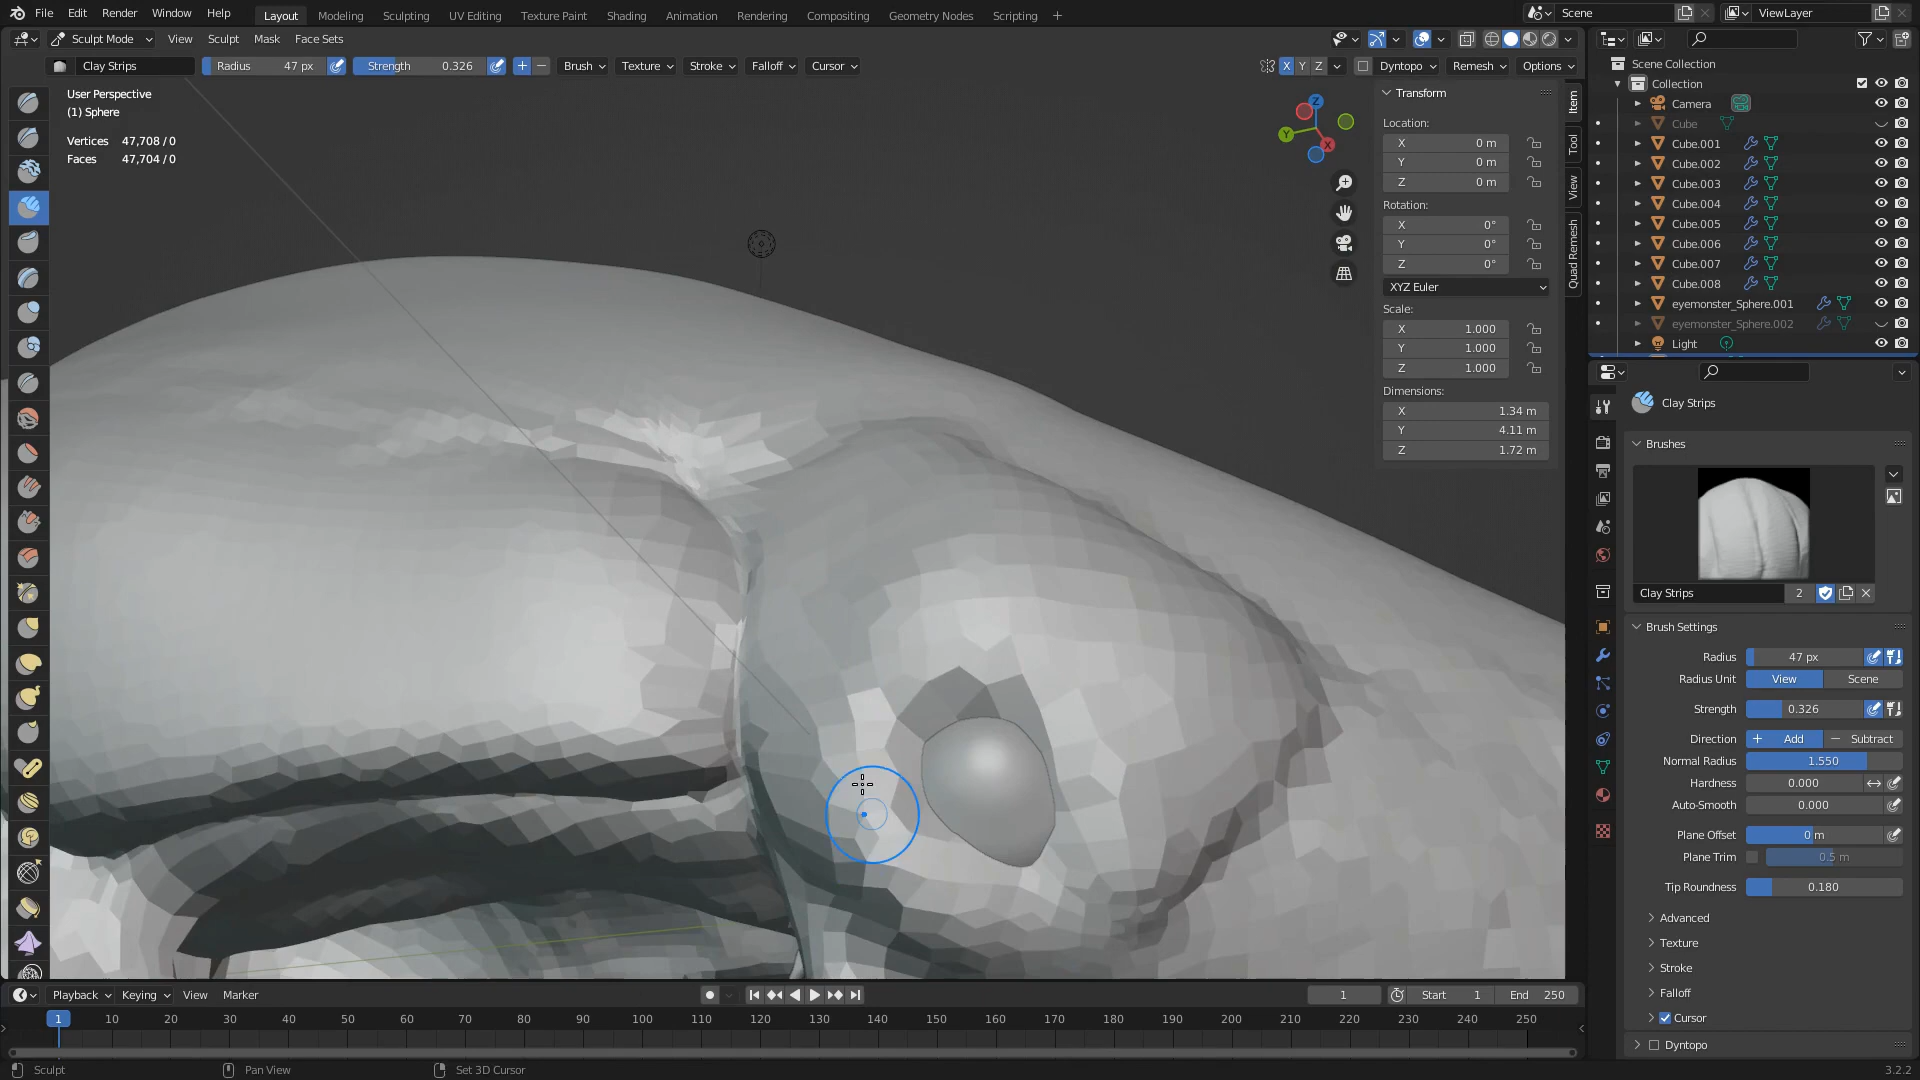 File Edit Render Window Help Layout Modeling Sculpting UV Editing Texture Paint Shading Animation Rendering Compositing Geometry Nodes Scripting + Scene ViewLayer
Sculpt Mode View Sculpt Mask Face Sets
Clay Strips Radius 47 px Strength 0.326 + − Brush Texture Stroke Falloff Cursor X Y Z Dyntopo Remesh Options
User Perspective
(1) Sphere
Vertices 47,708 / 0
Faces 47,704 / 0
Z
Y
X
Transform
Location:
X 0 m
Y 0 m
Z 0 m
Rotation:
X 0°
Y 0°
Z 0°
XYZ Euler
Scale:
X 1.000
Y 1.000
Z 1.000
Dimensions:
X 1.34 m
Y 4.11 m
Z 1.72 m
Item
Tool
View
Quad Remesh
Scene Collection
Collection
Camera
Cube
Cube.001
Cube.002
Cube.003
Cube.004
Cube.005
Cube.006
Cube.007
Cube.008
eyemonster_Sphere.001
eyemonster_Sphere.002
Light
Clay Strips
Brushes
Clay Strips 2
Brush Settings
Radius 47 px
Radius Unit View Scene
Strength 0.326
Direction + Add − Subtract
Normal Radius 1.550
Hardness 0.000
Auto-Smooth 0.000
Plane Offset 0 m
Plane Trim 0.5 m
Tip Roundness 0.180
Advanced
Texture
Stroke
Falloff
Cursor
Dyntopo
Playback Keying View Marker 1 Start 1 End 250
1 10 20 30 40 50 60 70 80 90 100 110 120 130 140 150 160 170 180 190 200 210 220 230 240 250
Sculpt Pan View Set 3D Cursor 3.2.2